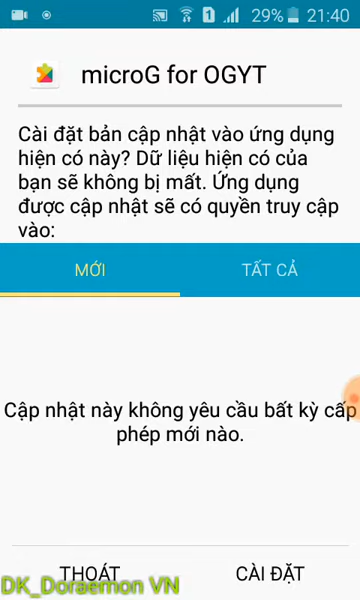 1 29% 21:40
microG for OGYT
Cài đặt bản cập nhật vào ứng dụng
hiện có này? Dữ liệu hiện có của
bạn sẽ không bị mất. Ứng dụng
được cập nhật sẽ có quyền truy cập
vào:
MỚI TẤT CẢ
Cập nhật này không yêu cầu bất kỳ cấp
phép mới nào.
THOÁT CÀI ĐẶT
DK_Doraemon VN